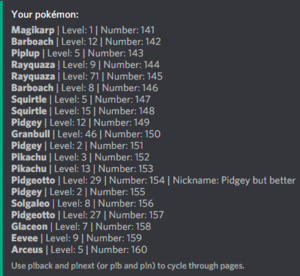 Your pokémon:
Magikarp | Level: 1 | Number: 141
Barboach | Level: 12 | Number: 142
Piplup | Level: 5 | Number: 143
Rayquaza | Level: 9 | Number: 144
Rayquaza | Level: 71 | Number: 145
Barboach | Level: 8 | Number: 146
Squirtle | Level: 5 | Number: 147
Squirtle | Level: 15 | Number: 148
Pidgey | Level: 12 | Number: 149
Granbull | Level: 46 | Number: 150
Pidgey | Level: 2 | Number: 151
Pikachu | Level: 3 | Number: 152
Pikachu | Level: 13 | Number: 153
Pidgeotto | Level: 29 | Number: 154 | Nickname: Pidgey but better
Pidgey | Level: 2 | Number: 155
Solgaleo | Level: 8 | Number: 156
Pidgeotto | Level: 27 | Number: 157
Glaceon | Level: 7 | Number: 158
Eevee | Level: 9 | Number: 159
Arceus | Level: 5 | Number: 160
Use p!back and p!next (or p!b and p!n) to cycle through pages.